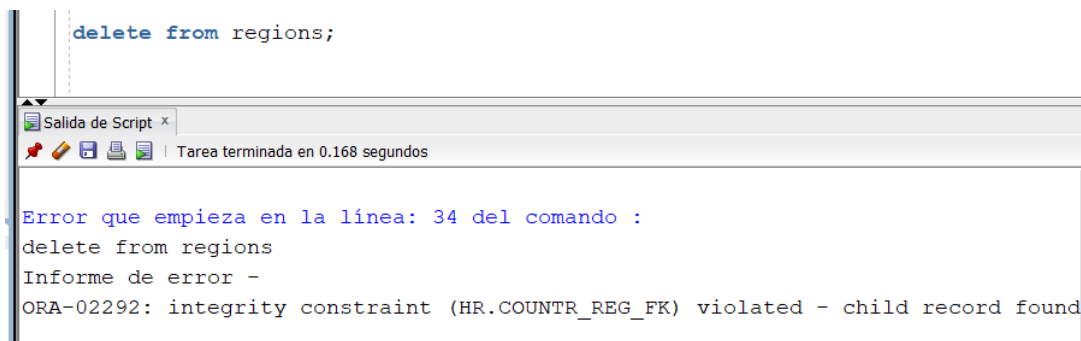 delete from regions;
Salida de Script x
Tarea terminada en 0.168 segundos
Error que empieza en la línea: 34 del comando :
delete from regions
Informe de error -
ORA-02292: integrity constraint (HR.COUNTR_REG_FK) violated - child record found